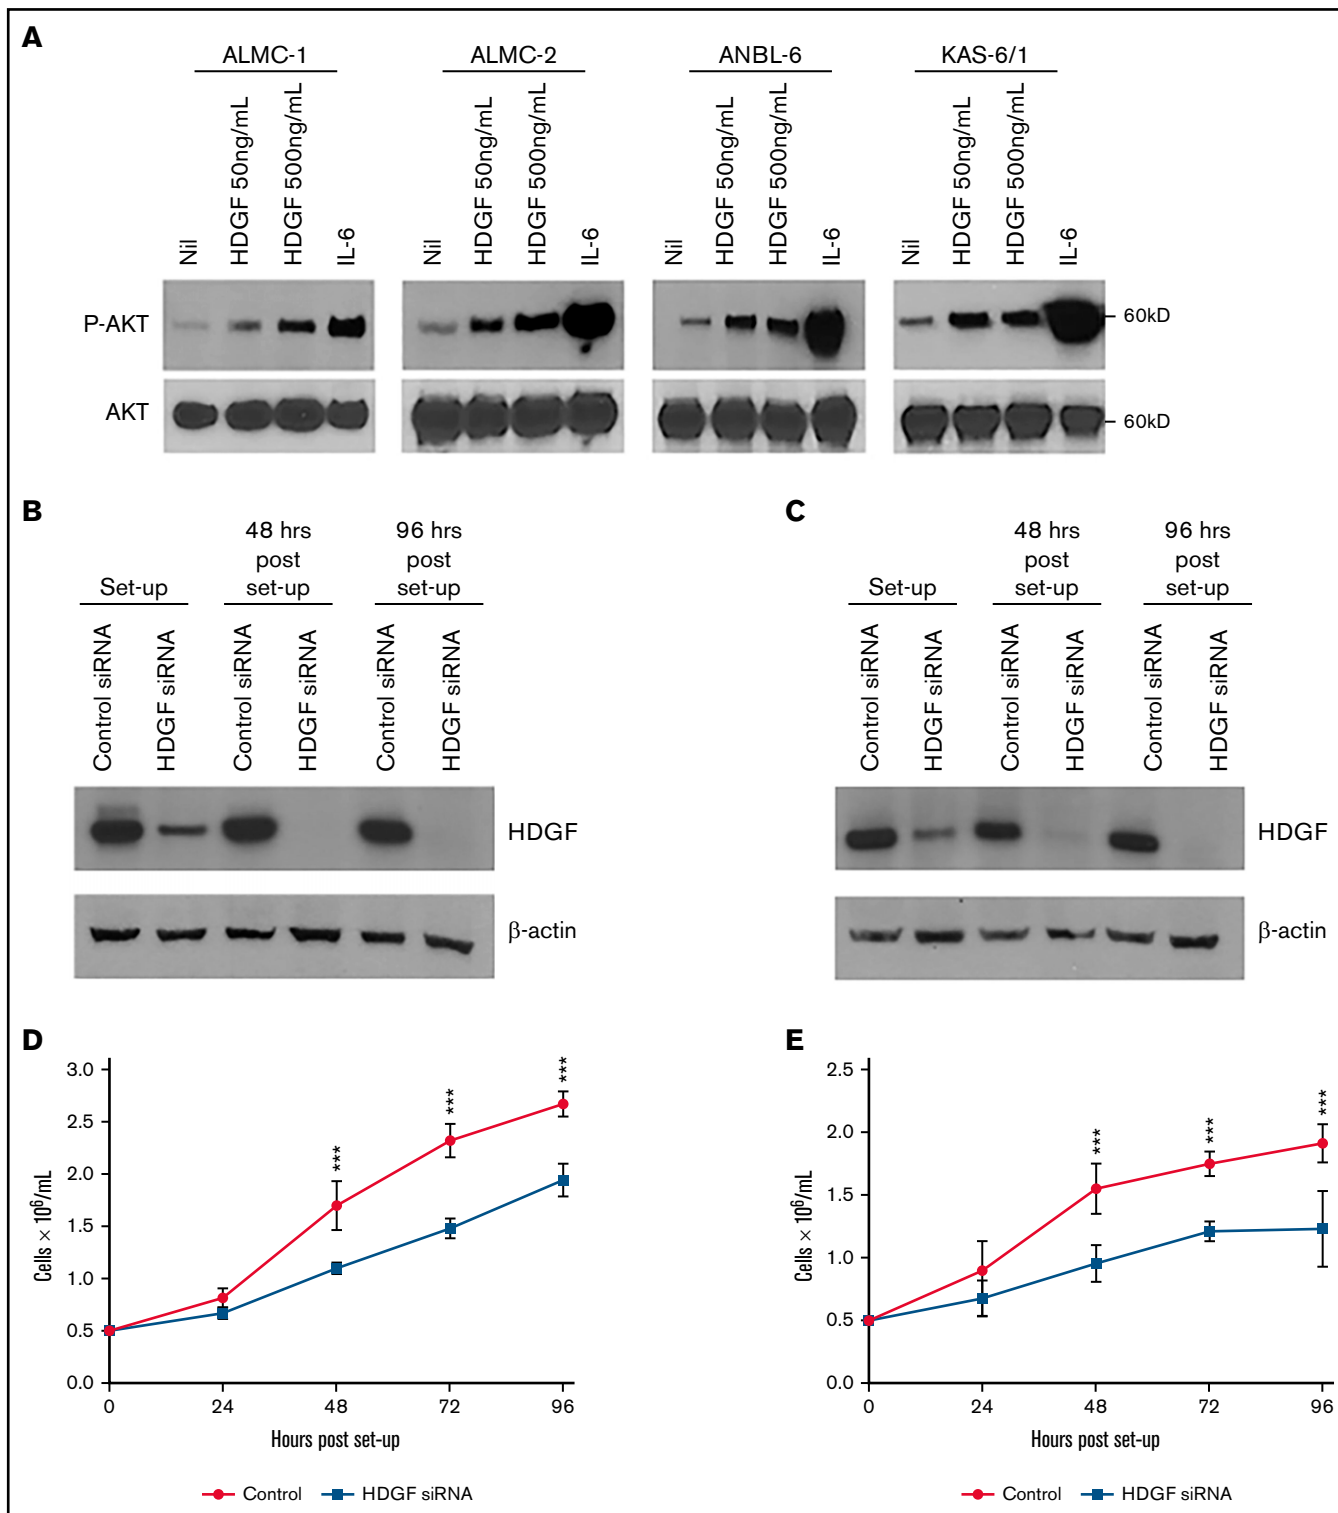 A
ALMC-1 ALMC-2 ANBL-6 KAS-6/1
Nil HDGF 50ng/mL HDGF 500ng/mL IL-6 Nil HDGF 50ng/mL HDGF 500ng/mL IL-6 Nil HDGF 50ng/mL HDGF 500ng/mL IL-6 Nil HDGF 50ng/mL HDGF 500ng/mL IL-6
P-AKT 60kD
AKT 60kD
B
Set-up
48 hrs
post
set-up
96 hrs
post
set-up
Control siRNA HDGF siRNA Control siRNA HDGF siRNA Control siRNA HDGF siRNA
HDGF
β-actin
C
Set-up
48 hrs
post
set-up
96 hrs
post
set-up
Control siRNA HDGF siRNA Control siRNA HDGF siRNA Control siRNA HDGF siRNA
HDGF
β-actin
D
Cells × 10⁶/mL
3.0
2.5
2.0
1.5
1.0
0.5
0.0
*** *** ***
0 24 48 72 96
Hours post set-up
Control HDGF siRNA
E
Cells × 10⁶/mL
2.5
2.0
1.5
1.0
0.5
0.0
*** *** ***
0 24 48 72 96
Hours post set-up
Control HDGF siRNA